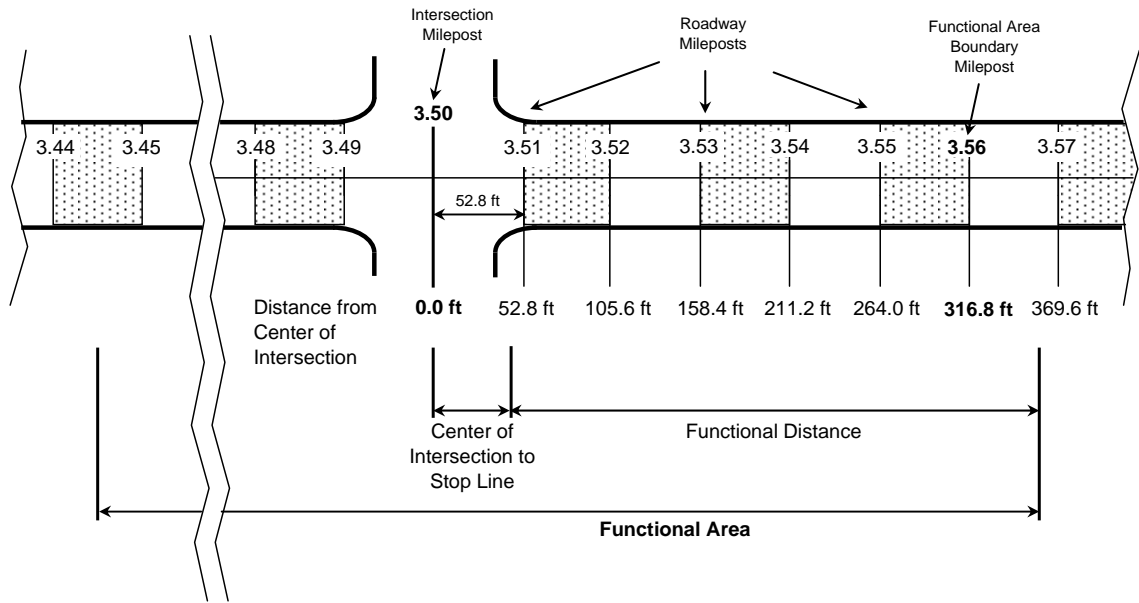 Intersection
Milepost
Roadway
Mileposts
Functional Area
Boundary
Milepost
3.50
3.44
3.45
3.48
3.49
3.51
3.52
3.53
3.54
3.55
3.56
3.57
52.8 ft
Distance from
Center of
Intersection
0.0 ft
52.8 ft
105.6 ft
158.4 ft
211.2 ft
264.0 ft
316.8 ft
369.6 ft
Center of
Intersection to
Stop Line
Functional Distance
Functional Area